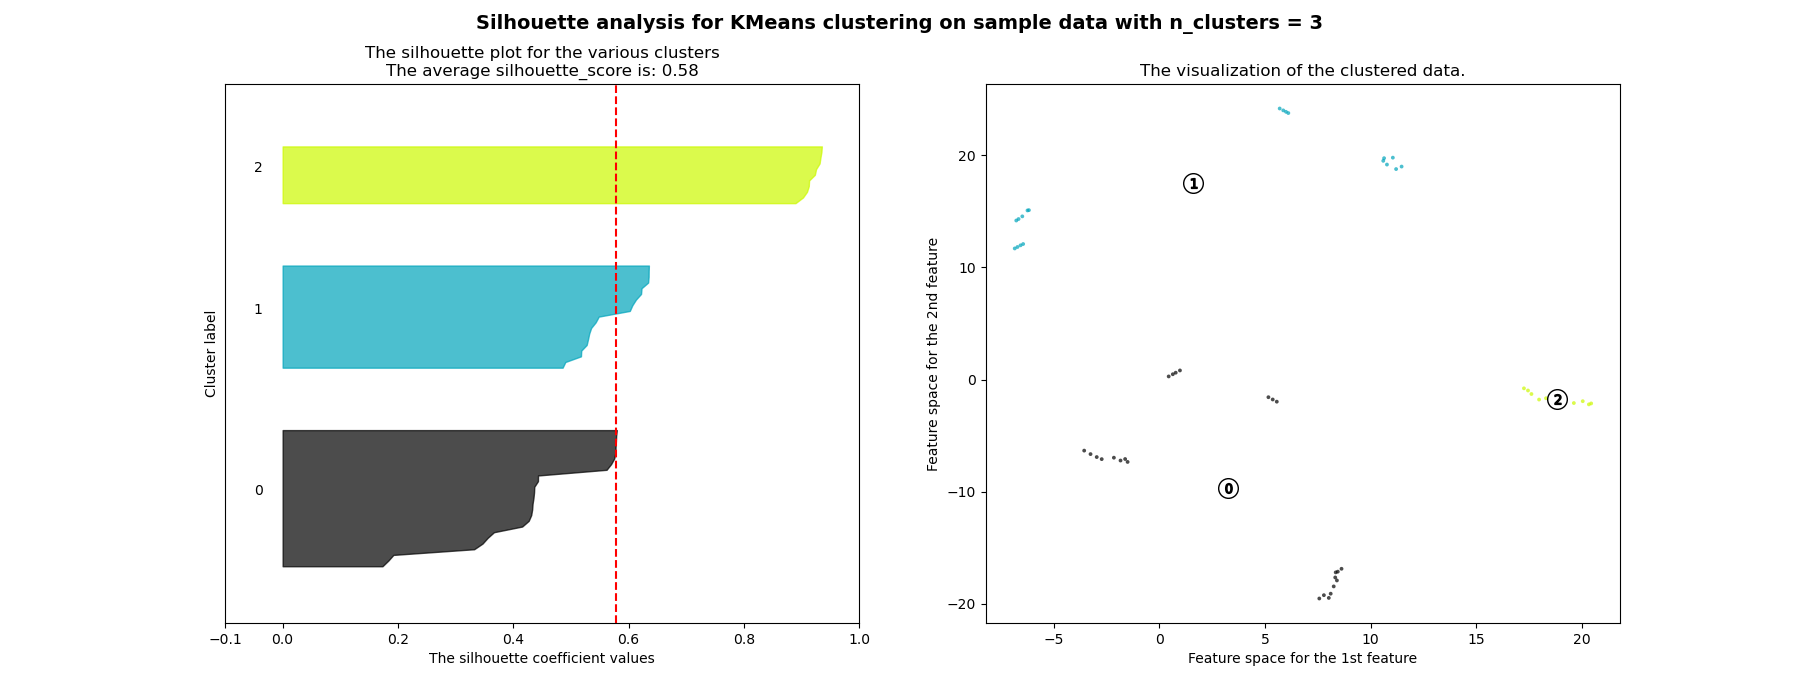 Silhouette analysis for KMeans clustering on sample data with n_clusters = 3
The silhouette plot for the various clusters
The average silhouette_score is: 0.58
2
1
0
Cluster label
−0.1 0.0 0.2 0.4 0.6 0.8 1.0
The silhouette coefficient values
The visualization of the clustered data.
20
10
0
−10
−20
Feature space for the 2nd feature
1
2
0
−5 0 5 10 15 20
Feature space for the 1st feature